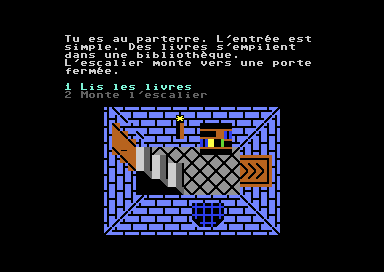 Tu es au parterre. L'entrée est
simple. Des livres s'empilent
dans une bibliothèque.
L'escalier monte vers une porte
fermée.
1 Lis les livres
2 Monte l'escalier